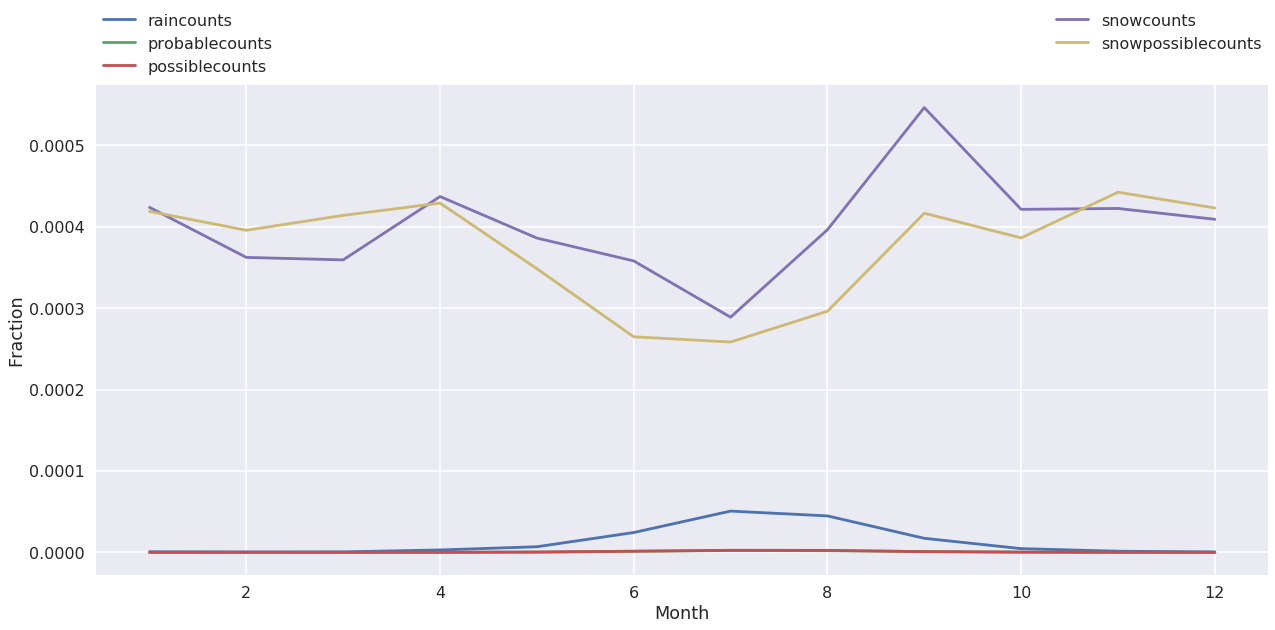 raincounts
probablecounts
possiblecounts
snowcounts
snowpossiblecounts
Fraction
0.0005
0.0004
0.0003
0.0002
0.0001
0.0000
2 4 6 8 10 12
Month